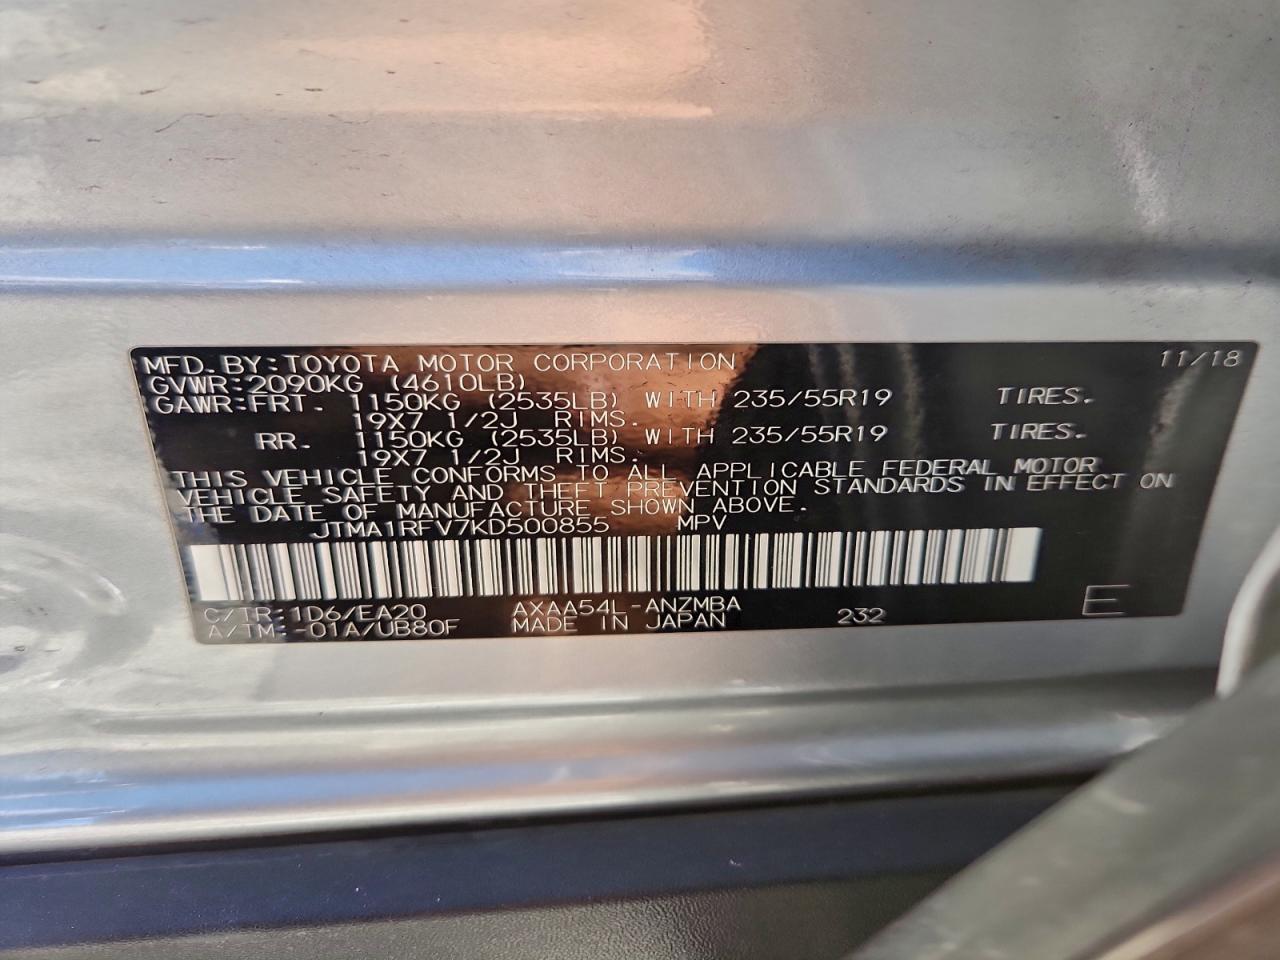 MFD. BY: TOYOTA MOTOR CORPORATION 11/18
GVWR: 2090KG (4610LB)
GAWR: FRT. 1150KG (2535LB) WITH 235/55R19 TIRES.
19X7 1/2J RIMS.
RR. 1150KG (2535LB) WITH 235/55R19 TIRES.
19X7 1/2J RIMS.
THIS VEHICLE CONFORMS TO ALL APPLICABLE FEDERAL MOTOR
VEHICLE SAFETY AND THEFT PREVENTION STANDARDS IN EFFECT ON
THE DATE OF MANUFACTURE SHOWN ABOVE.
JTMA1RFV7KD500855 MPV
C/TR: 1D6/EA20 AXAA54L-ANZMBA 232 E
A/TM: -01A/UB80F MADE IN JAPAN